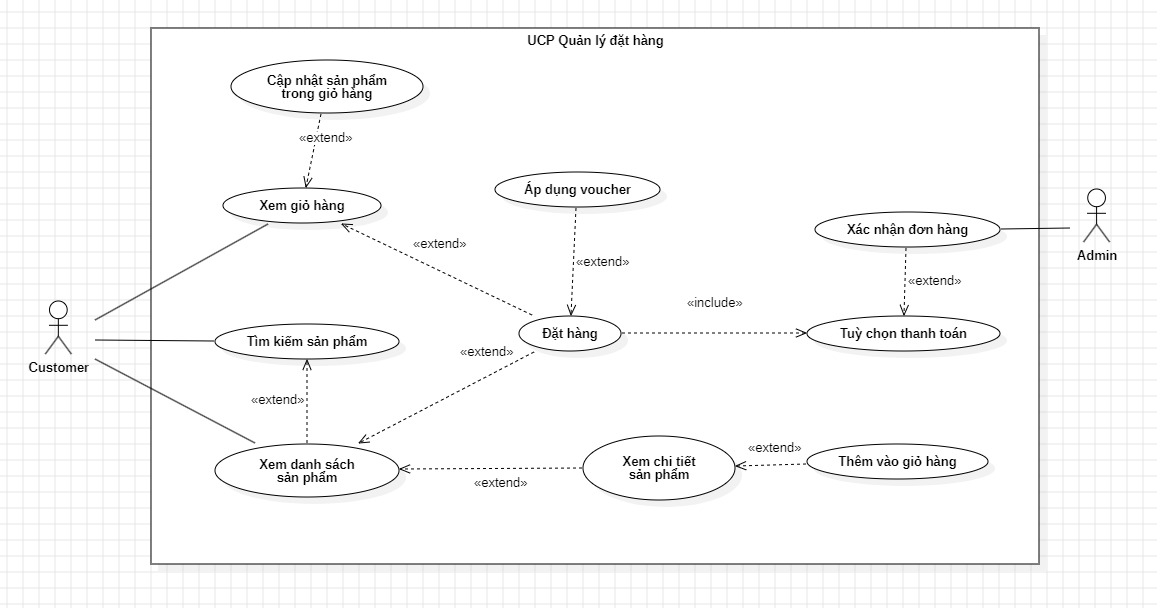 UCP Quản lý đặt hàng
Cập nhật sản phẩm
trong giỏ hằng
«extend»
Xem giỏ hàng
Áp dụng voucher
«extend»
«extend»
Xác nhận đơn hàng
Admin
«extend»
«include»
Đặt hàng
Tuỳ chọn thanh toán
Customer
Tìm kiếm sản phẩm
«extend»
«extend»
Xem danh sách
sản phẩm
«extend»
Xem chi tiết
sản phẩm
«extend»
Thêm vào giỏ hàng